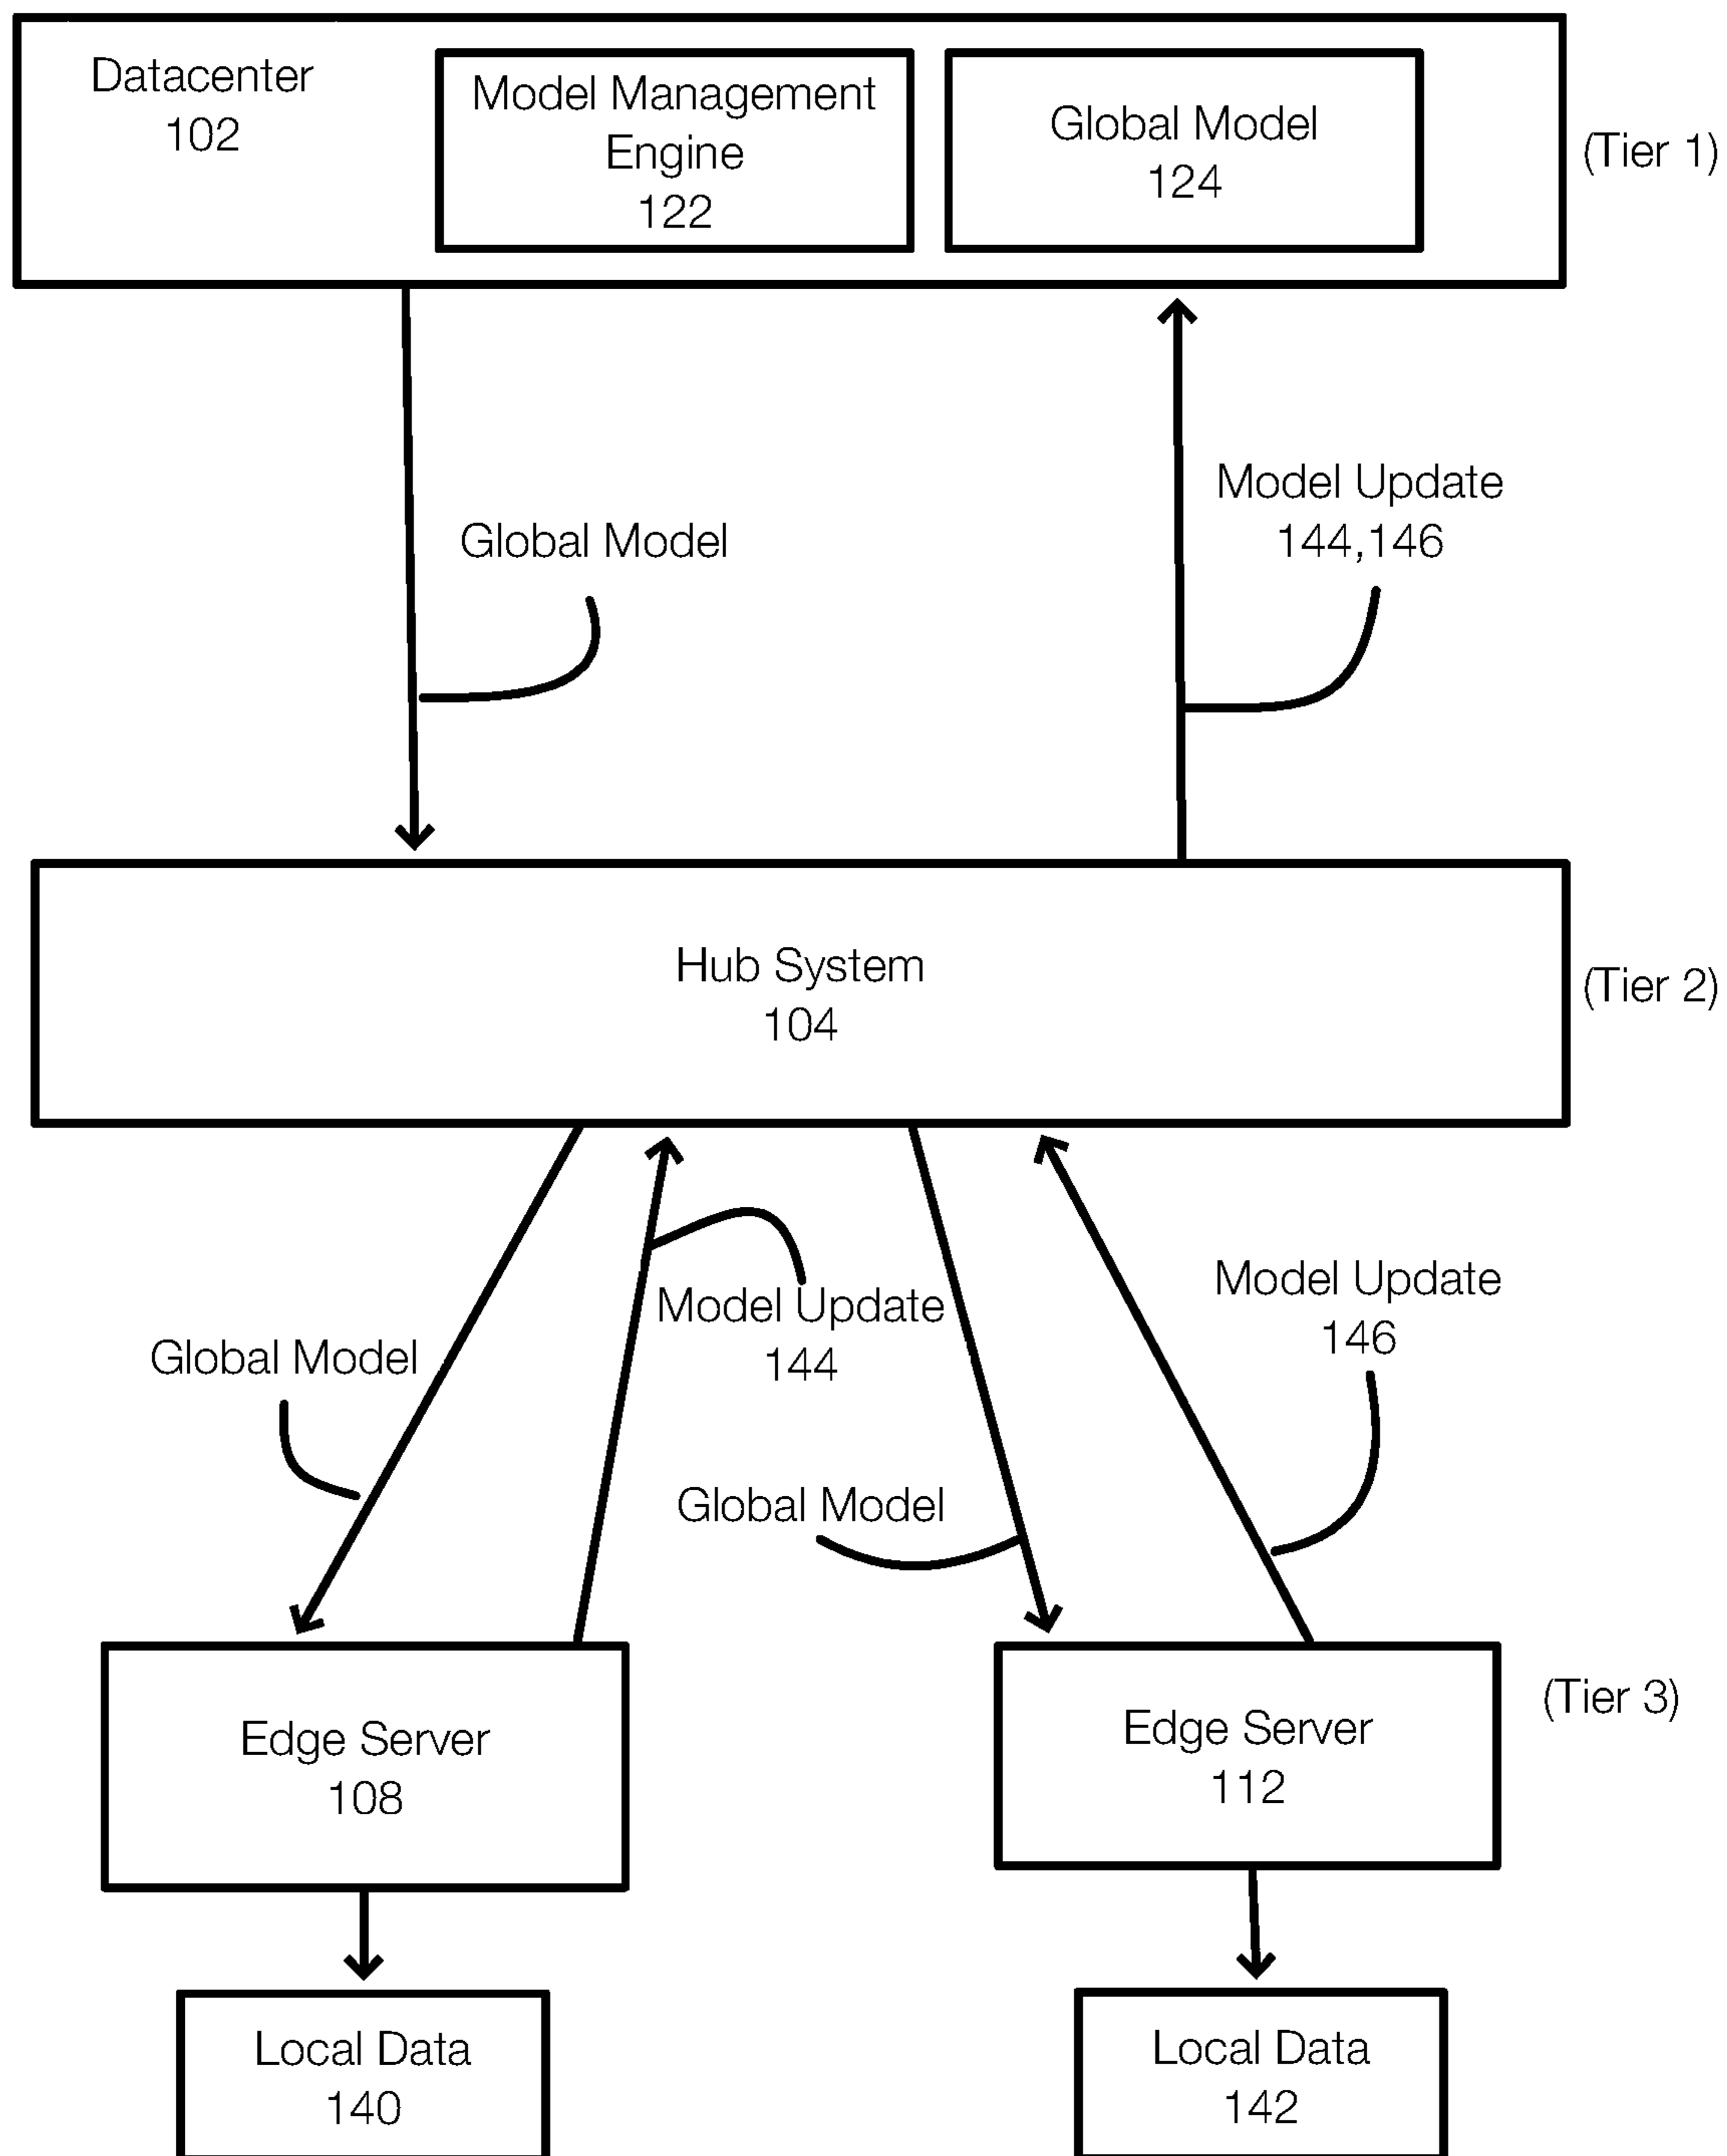 Datacenter
102
Model Management
Engine
122
Global Model
124
(Tier 1)
Global Model
Model Update
144,146
Hub System
104
(Tier 2)
Global Model
Model Update
144
Global Model
Model Update
146
Edge Server
108
Edge Server
112
(Tier 3)
Local Data
140
Local Data
142